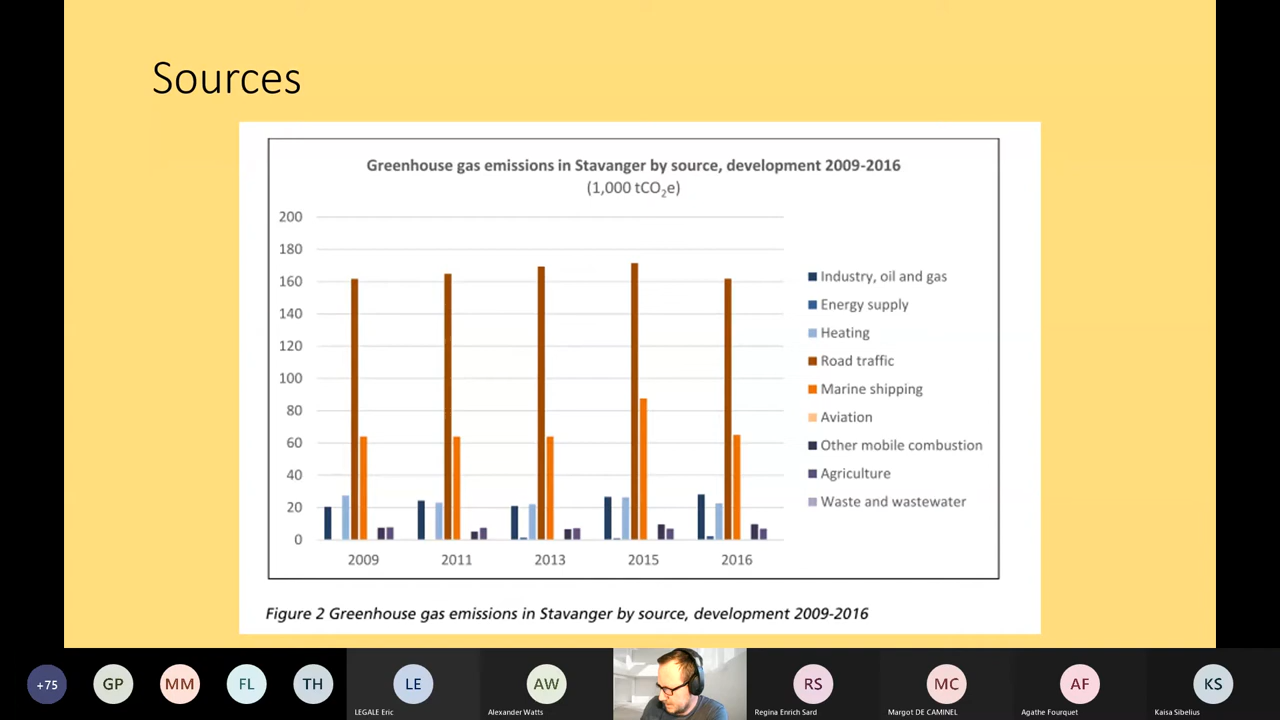 Sources
Greenhouse gas emissions in Stavanger by source, development 2009-2016
(1,000 tCO₂e)
200
180
160
140
120
100
80
60
40
20
0
2009 2011 2013 2015 2016
Industry, oil and gas
Energy supply
Heating
Road traffic
Marine shipping
Aviation
Other mobile combustion
Agriculture
Waste and wastewater
Figure 2 Greenhouse gas emissions in Stavanger by source, development 2009-2016
+75 GP MM FL TH LE AW RS MC AF KS
LEGALE Eric Alexander Watts Regina Enrich Sard Margot DE CAMINEL Agathe Fourquet Kaisa Sibelius